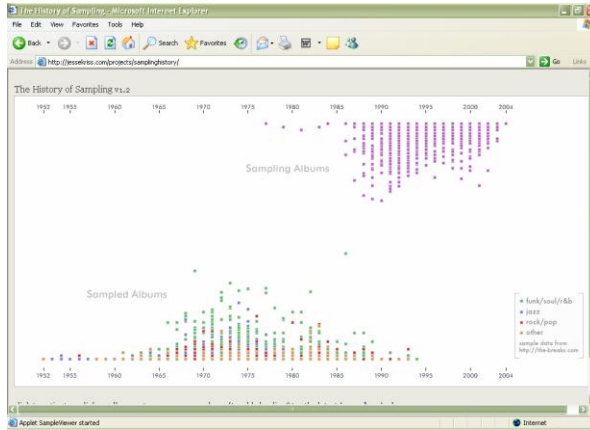 The History of Sampling - Microsoft Internet Explorer
File Edit View Favorites Tools Help
Back Search Favorites
Address http://jessekriss.com/projects/samplinghistory/ Go Links
The History of Sampling v1.2
1952 1955 1960 1965 1970 1975 1980 1985 1990 1995 2000 2004
Sampling Albums
Sampled Albums
funk/soul/r&b
jazz
rock/pop
other
sample data from
http://the-breaks.com
1952 1955 1960 1965 1970 1975 1980 1985 1990 1995 2000 2004
Applet SampleViewer started Internet